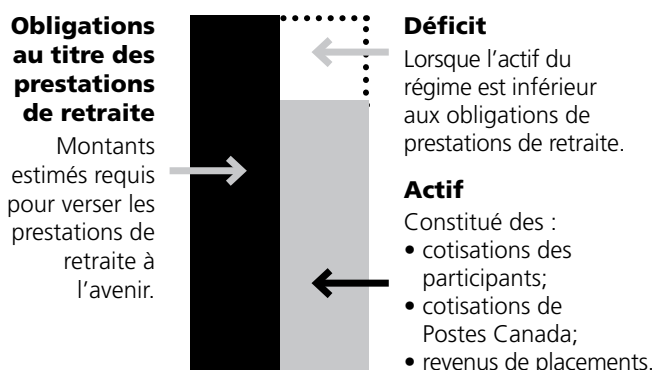 Obligations
au titre des
prestations
de retraite
Montants
estimés requis
pour verser les
prestations de
retraite à
l'avenir.
Déficit
Lorsque l'actif du
régime est inférieur
aux obligations de
prestations de retraite.
Actif
Constitué des :
• cotisations des
participants;
• cotisations de
Postes Canada;
• revenus de placements.